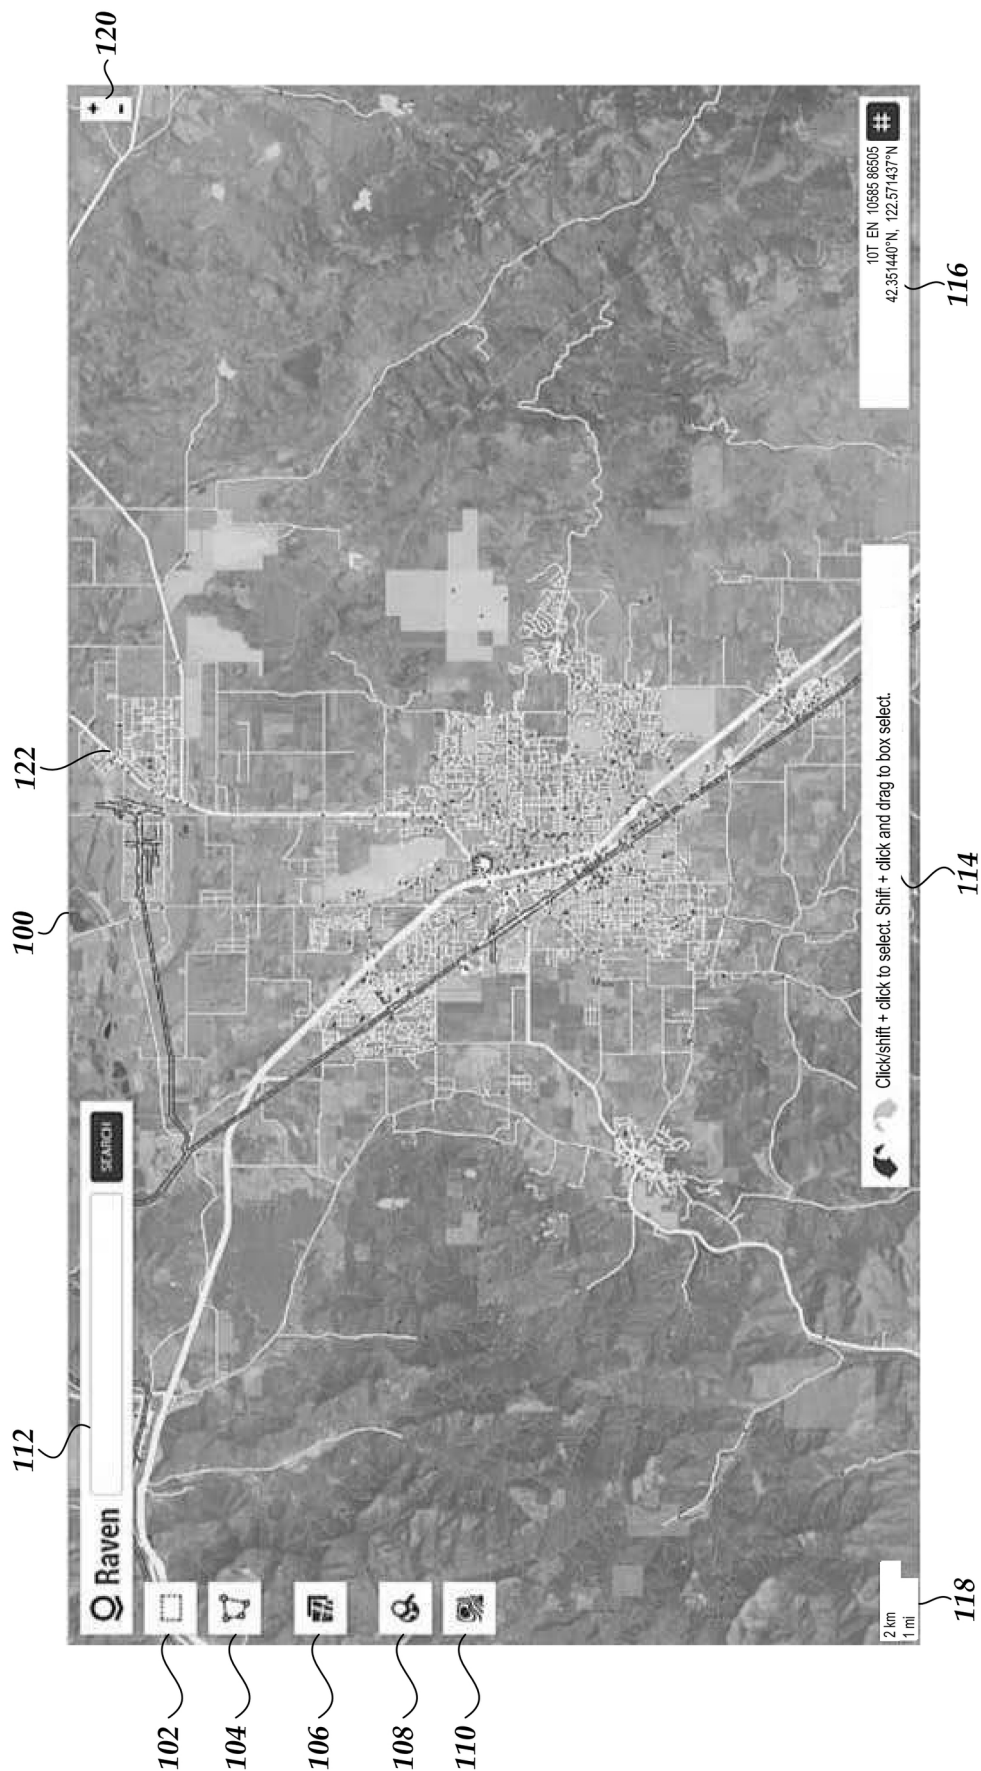 120
122
100
112
Raven
SEARCH
102
104
106
108
110
2 km
1 mi
118
Click/shift + click to select. Shift + click and drag to box select.
114
10T EN 10585 86505
42.351440°N, 122.571437°N
116
+
-